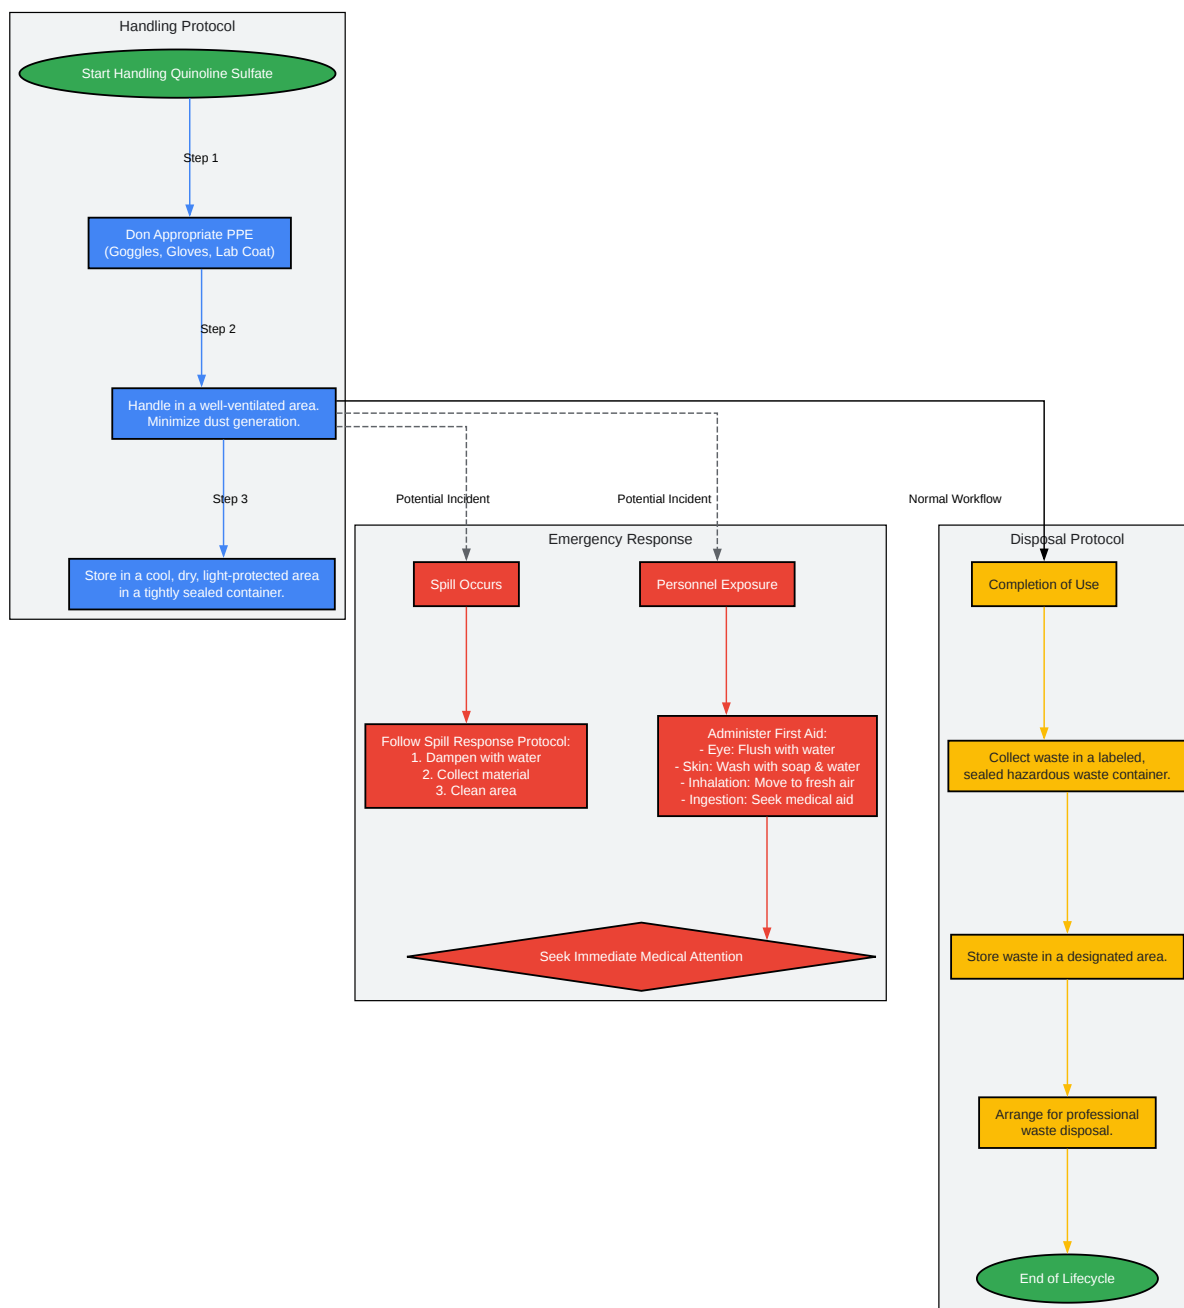 Handling Protocol
Start Handling Quinoline Sulfate
Step 1
Don Appropriate PPE
(Goggles, Gloves, Lab Coat)
Step 2
Handle in a well-ventilated area.
Minimize dust generation.
Step 3
Store in a cool, dry, light-protected area
in a tightly sealed container.
Potential Incident
Potential Incident
Normal Workflow
Emergency Response
Spill Occurs
Personnel Exposure
Follow Spill Response Protocol:
1. Dampen with water
2. Collect material
3. Clean area
Administer First Aid:
- Eye: Flush with water
- Skin: Wash with soap & water
- Inhalation: Move to fresh air
- Ingestion: Seek medical aid
Seek Immediate Medical Attention
Disposal Protocol
Completion of Use
Collect waste in a labeled,
sealed hazardous waste container.
Store waste in a designated area.
Arrange for professional
waste disposal.
End of Lifecycle